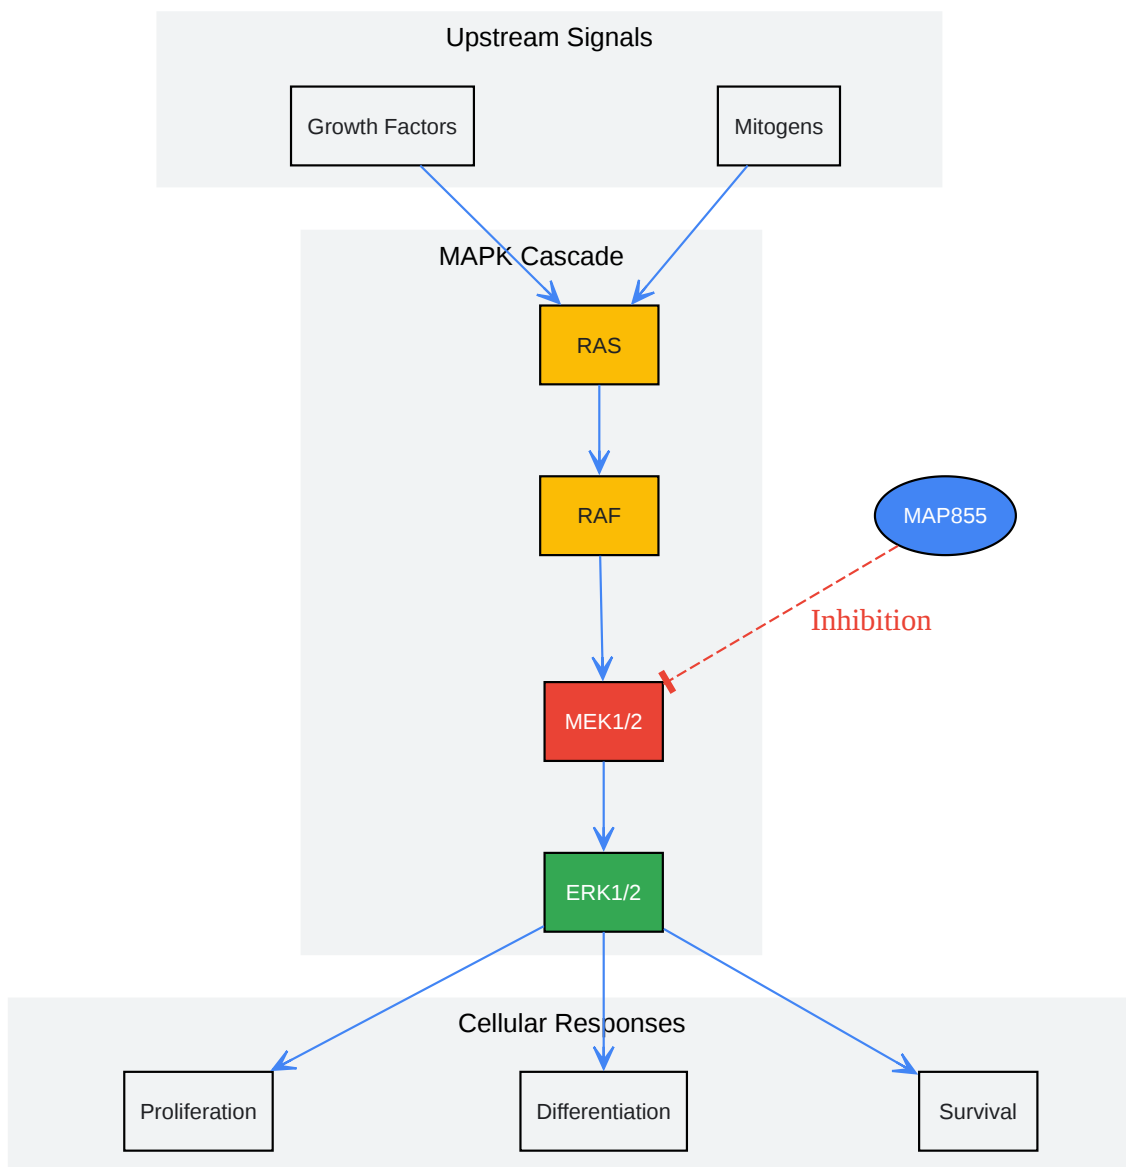 Upstream Signals
Growth Factors
Mitogens
MAPK Cascade
RAS
RAF
MAP855
Inhibition
MEK1/2
ERK1/2
Cellular Responses
Proliferation
Differentiation
Survival